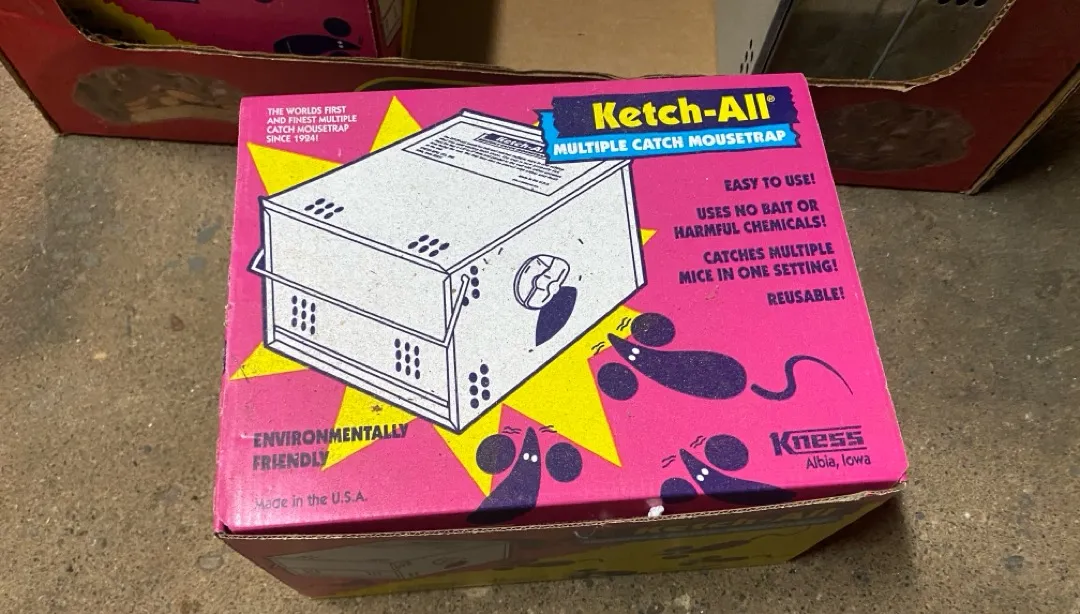 THE WORLDS FIRST
AND FINEST MULTIPLE
CATCH MOUSETRAP
SINCE 1924!
Ketch-All®
MULTIPLE CATCH MOUSETRAP
EASY TO USE!
USES NO BAIT OR
HARMFUL CHEMICALS!
CATCHES MULTIPLE
MICE IN ONE SETTING!
REUSABLE!
ENVIRONMENTALLY
FRIENDLY
Made in the U.S.A.
Kness
Albia, Iowa
Ketch-All